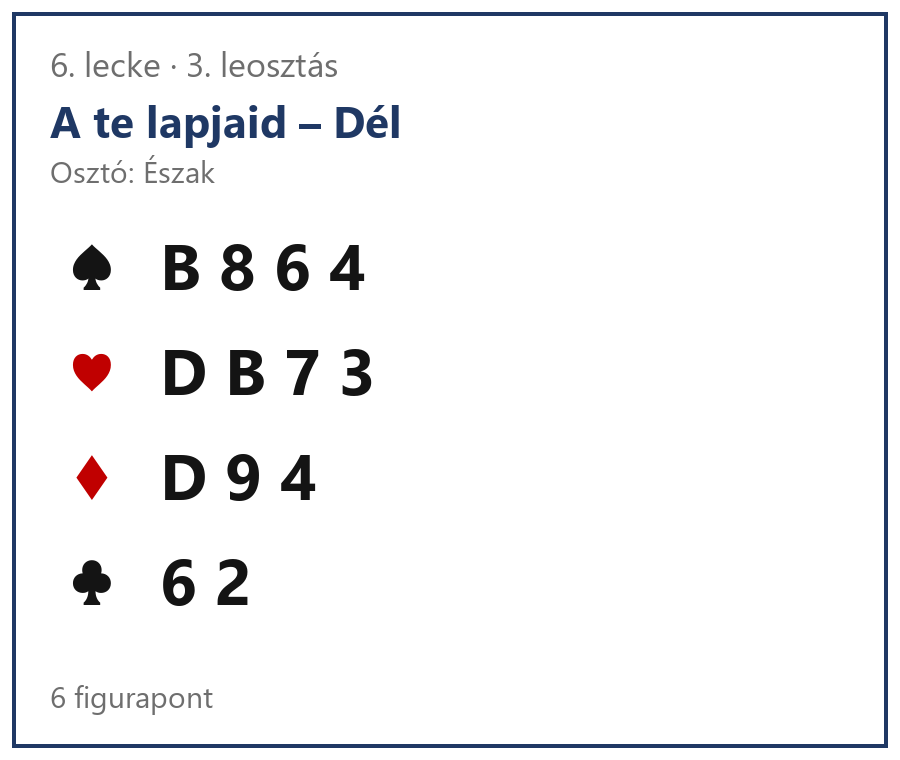 6. lecke · 3. leosztás
A te lapjaid – Dél
Osztó: Észak
♠ B 8 6 4
♥ D B 7 3
♦ D 9 4
♣ 6 2
6 figurapont